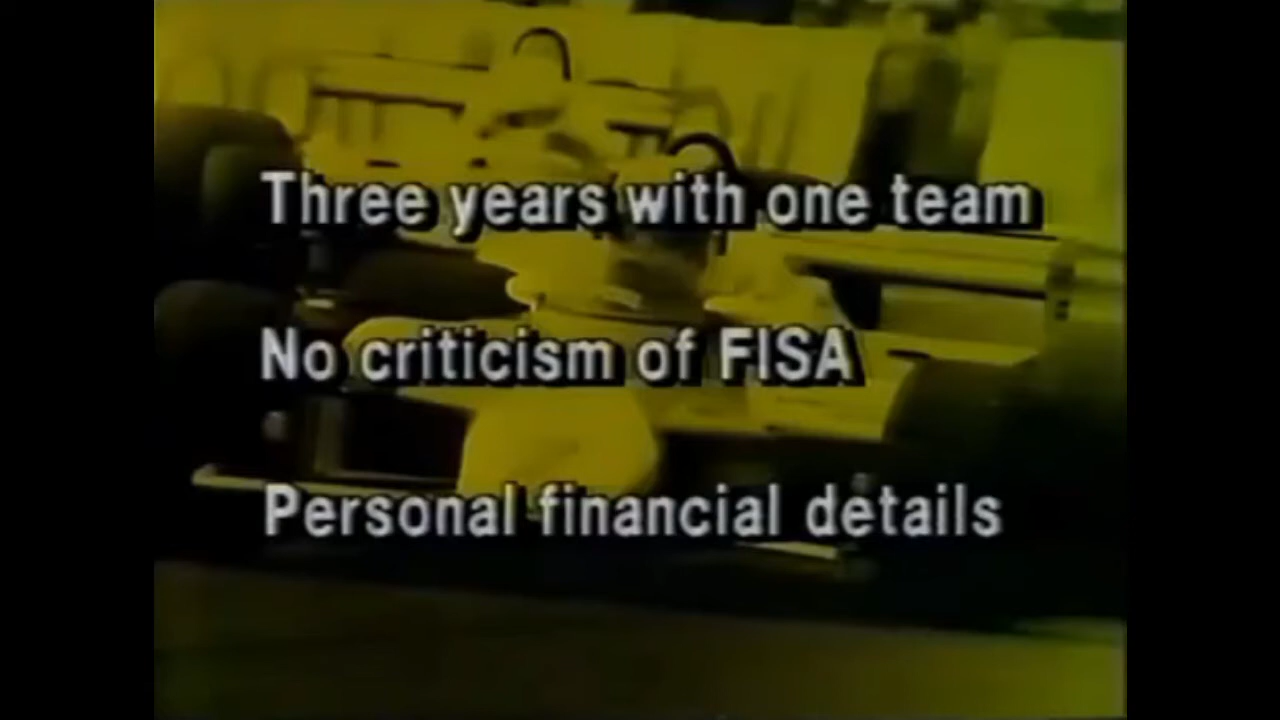 Three years with one team
No criticism of FISA
Personal financial details